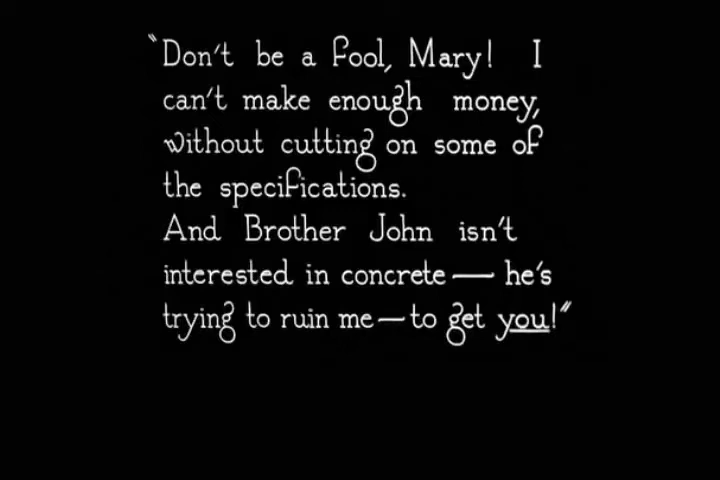 "Don't be a fool, Mary! I
can't make enough money,
without cutting on some of
the specifications.
And Brother John isn't
interested in concrete — he's
trying to ruin me — to get you!"